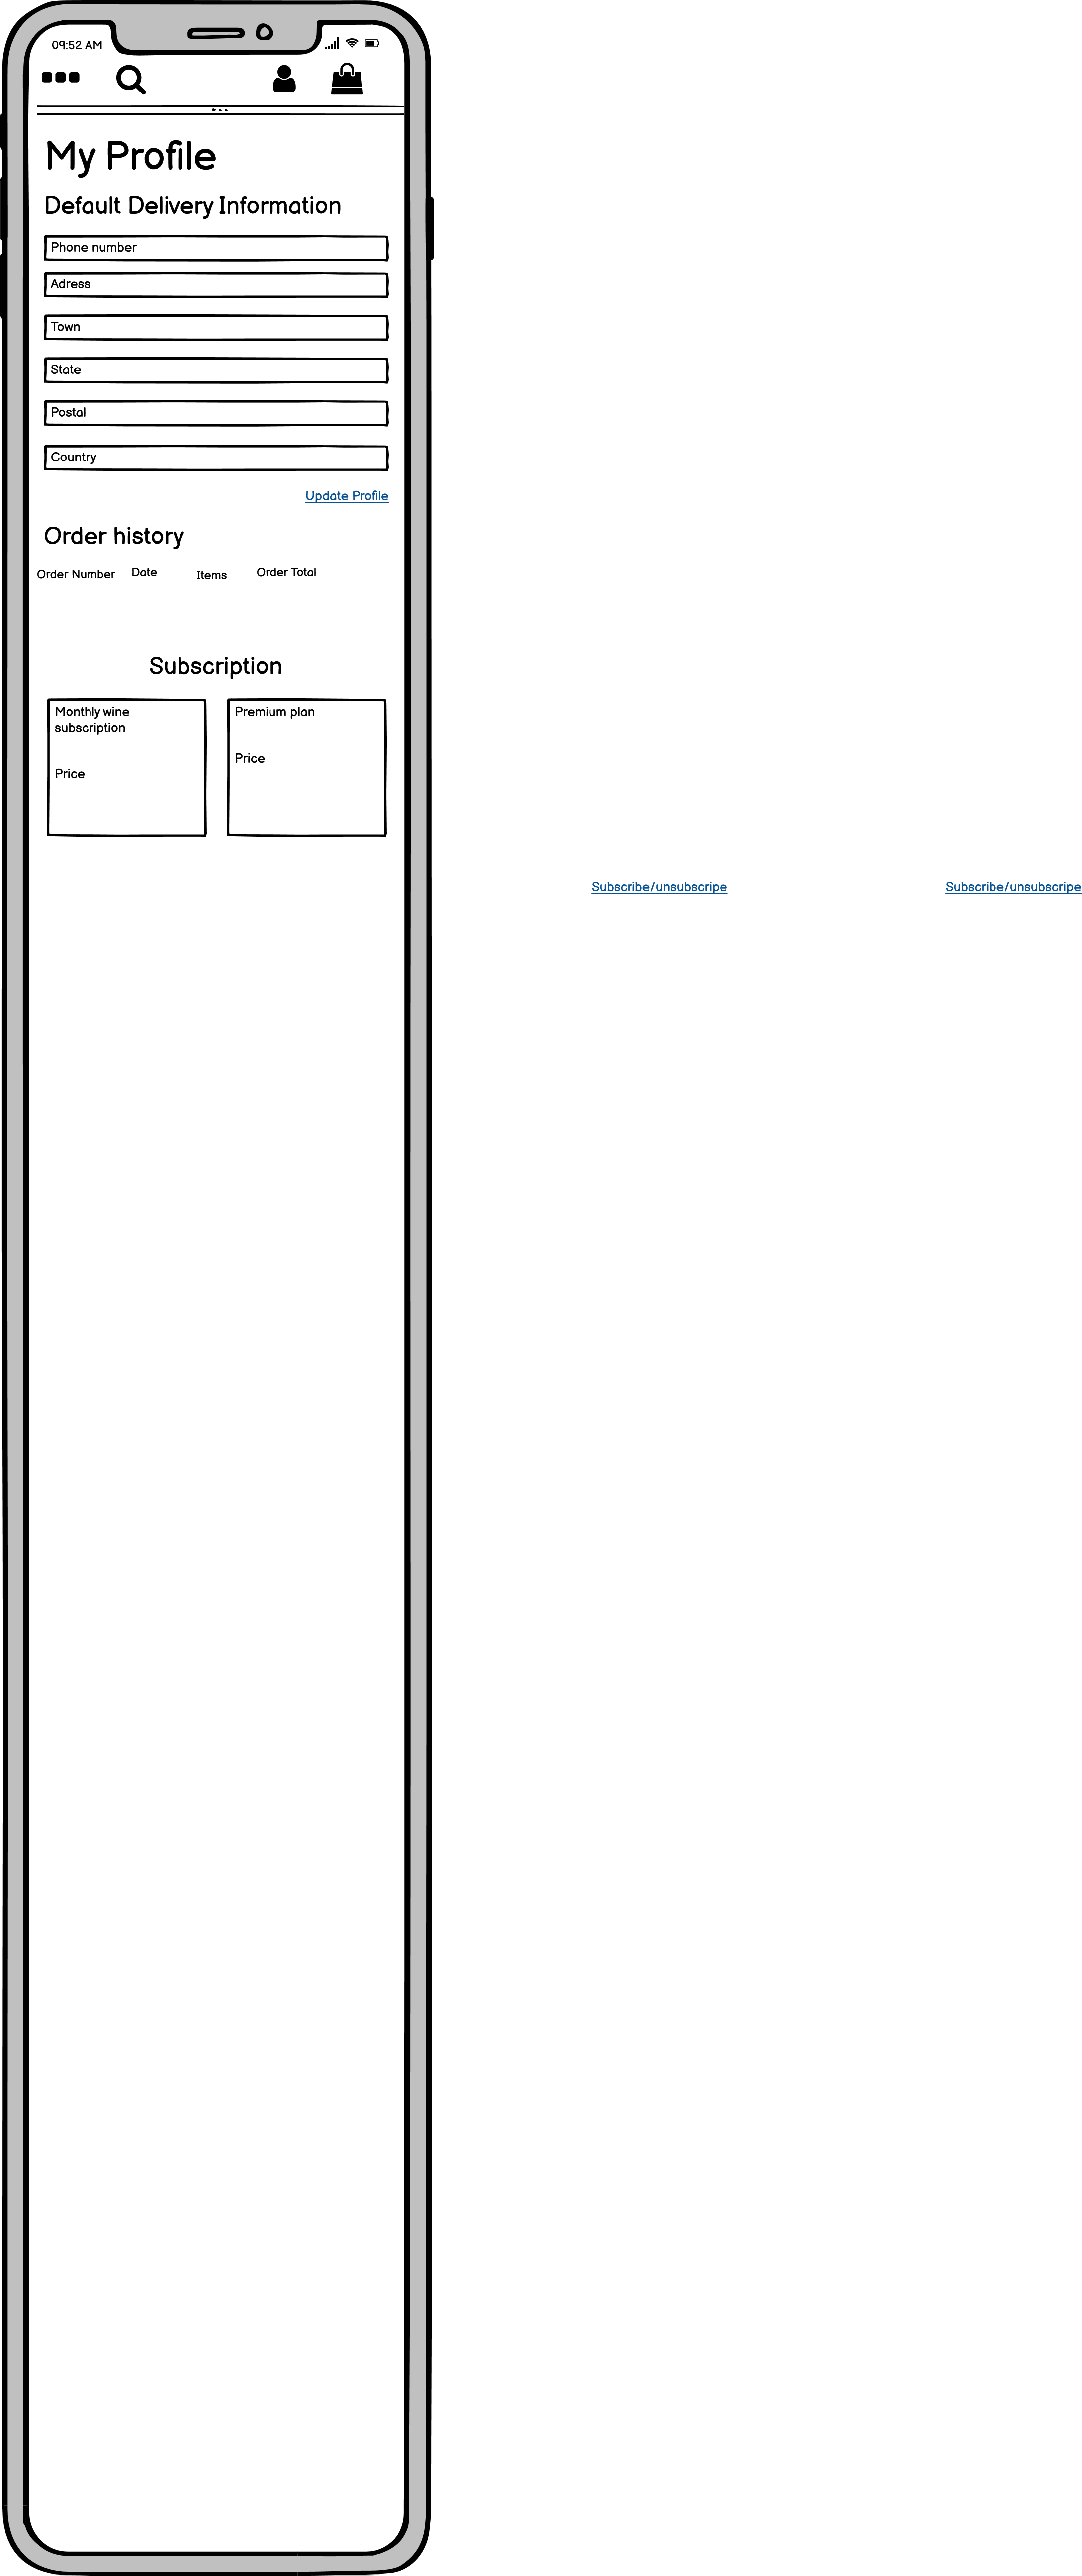 09:52 AM
My Profile
Default Delivery Information
Phone number
Adress
Town
State
Postal
Country
Update Profile
Order history
Order Number Date Items Order Total
Subscription
Monthly wine
subscription
Price
Premium plan
Price
Subscribe/unsubscripe
Subscribe/unsubscripe